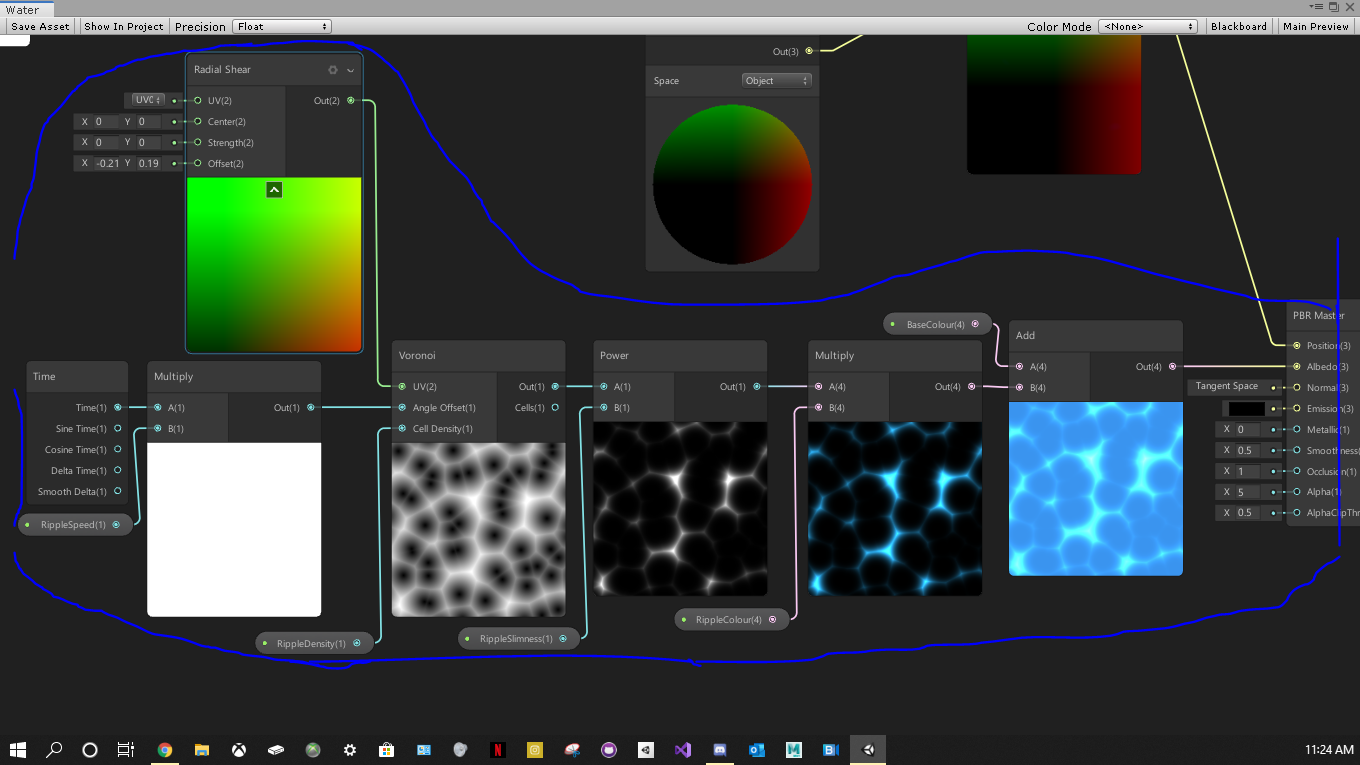 Water
Save Asset Show In Project Precision Float Color Mode <None> Blackboard Main Preview
Out(3)
Space Object
Radial Shear
UV(2) Out(2)
X 0 Y 0 Center(2)
X 0 Y 0 Strength(2)
X -0.21 Y 0.19 Offset(2)
Time
Time(1)
Sine Time(1)
Cosine Time(1)
Delta Time(1)
Smooth Delta(1)
RippleSpeed(1)
Multiply
A(1) Out(1)
B(1)
RippleDensity(1)
Voronoi
UV(2) Out(1)
Angle Offset(1) Cells(1)
Cell Density(1)
RippleSlimness(1)
Power
A(1) Out(1)
B(1)
RippleColour(4)
Multiply
A(4) Out(4)
B(4)
BaseColour(4)
Add
A(4) Out(4)
B(4)
PBR Master
Position(3)
Albedo(3)
Tangent Space Normal(3)
Emission(3)
X 0 Metallic(1)
X 0.5 Smoothness(
X 1 Occlusion(1)
X 5 Alpha(1)
X 0.5 AlphaClipThr
11:24 AM